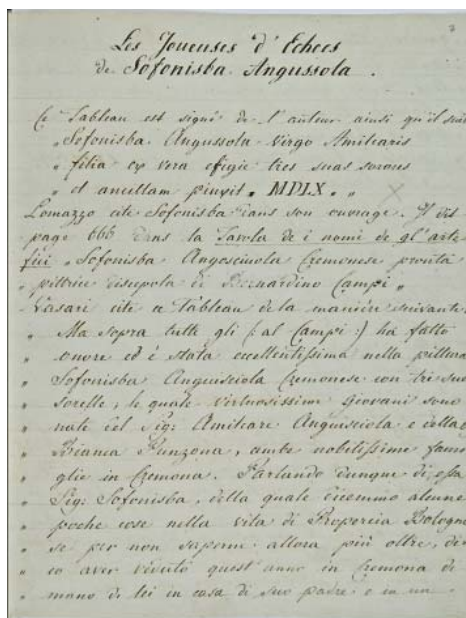 Les Joueuses d'Echecs
de Sofonisba Angussola.
Ce Tableau est signé de l'auteur ainsi qu'il suit
„ Sofonisba Angussola Virgo Amilcaris
„ filia ex vera efigie tres suas sorores
„ et ancillam pinxit. MDLX. „
Lomazzo cite Sofonisba dans son ouvrage. Il dit
page 666 dans la Tavola de i nomi de gl'arte
fici „ Sofonisba Angosciuola Cremonese pronta
„ pittrice discepola di Bernardino Campi „
Vasari cite ce Tableau de la manière suivante
„ Ma sopra tutti gli (al Campi:) ha fatto
„ onore ed è stata eccellentissima nella pittura
„ Sofonisba Anguisciola Cremonese con tre sue
„ sorelle, le quale virtuosissime Giovani sono
„ nate del Sig: Amilcare Anguisciola e della
„ Bianca Punzona, ambe nobilissime fami
„ glie in Cremona. Parlando dunque di essa
„ Sig: Sofonisba, della quale dicemmo alcune
„ poche cose nella vita di Properzia Bologne
„ se per non saperne allora più oltre, di
„ co aver veduto quest'anno in Cremona di
„ mano di lei in casa di suo padre e in un